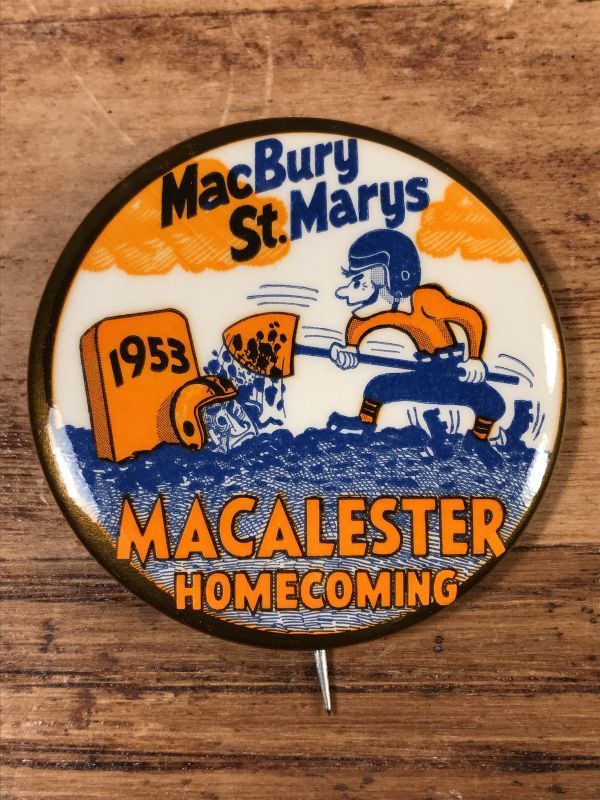 MacBury
St. Marys
1953
MACALESTER
HOMECOMING